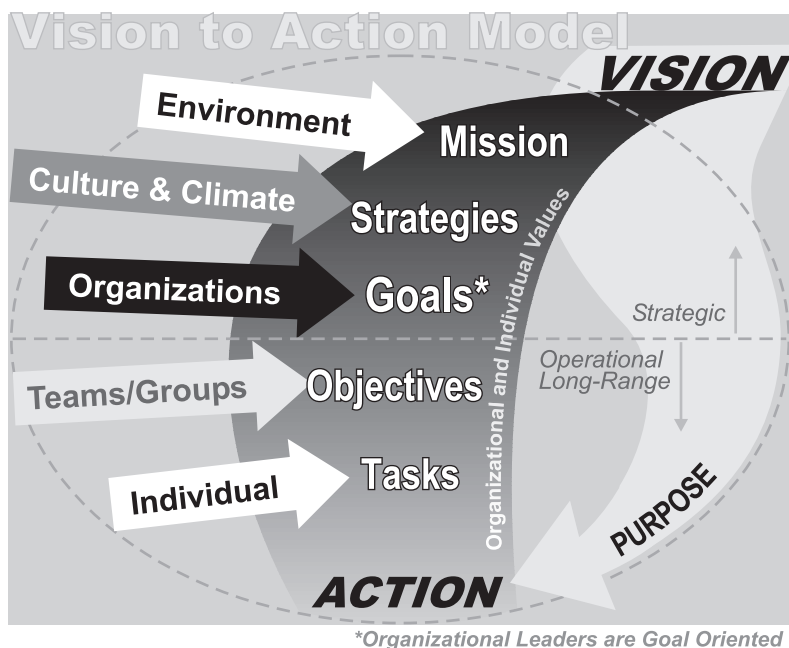 Vision to Action Model
VISION
Environment
Mission
Culture & Climate
Strategies
Organizations
Goals*
Organizational and Individual Values
Strategic
Operational
Long-Range
Teams/Groups
Objectives
Individual
Tasks
PURPOSE
ACTION
*Organizational Leaders are Goal Oriented